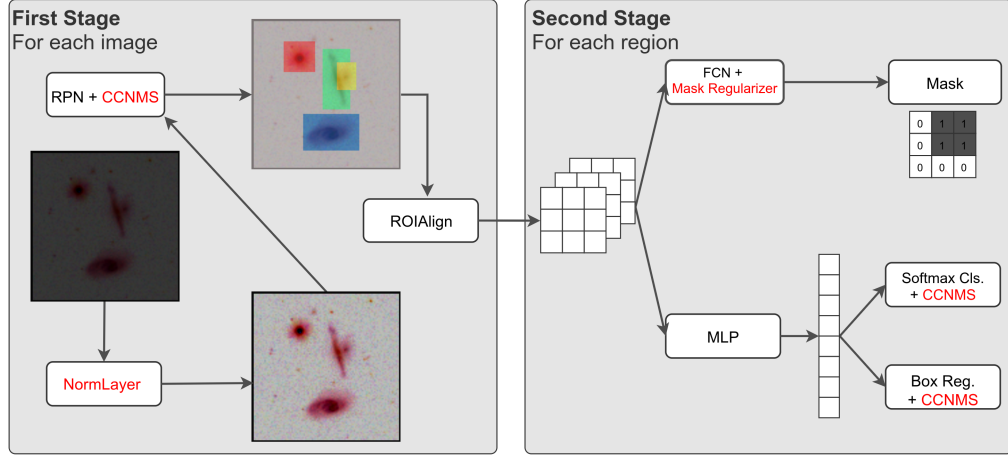 First Stage
For each image
RPN + CCNMS
ROIAlign
NormLayer
Second Stage
For each region
FCN +
Mask Regularizer
Mask
0 1 1
0 1 1
0 0 0
MLP
Softmax Cls.
+ CCNMS
Box Reg.
+ CCNMS